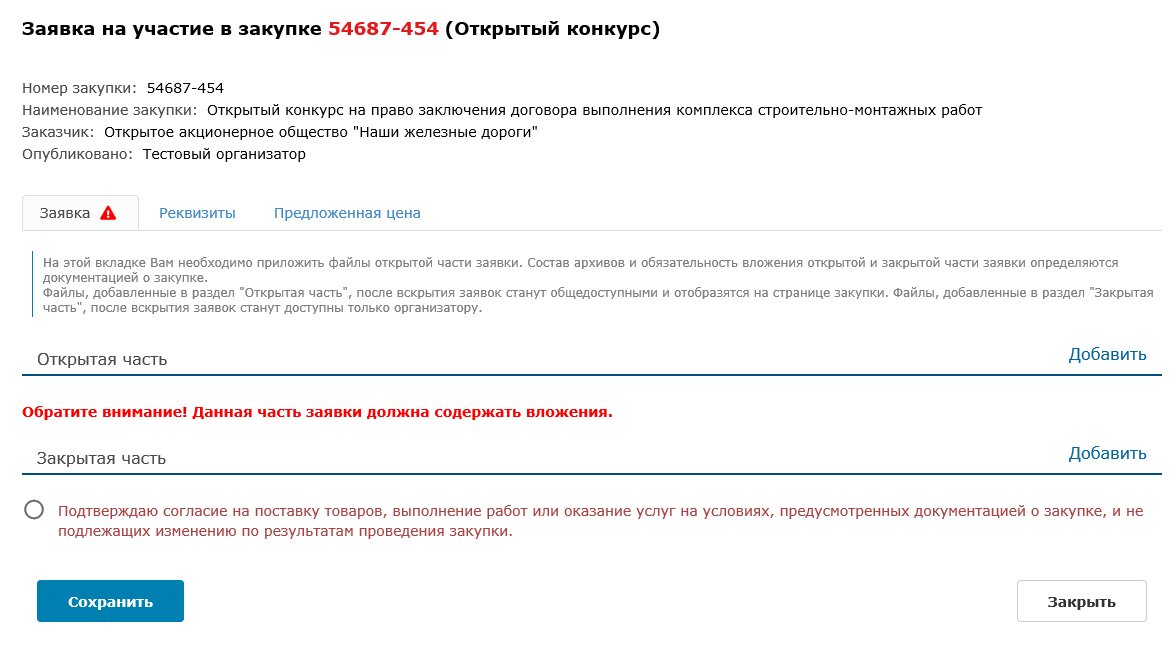 Заявка на участие в закупке 54687-454 (Открытый конкурс)
Номер закупки: 54687-454
Наименование закупки: Открытый конкурс на право заключения договора выполнения комплекса строительно-монтажных работ
Заказчик: Открытое акционерное общество "Наши железные дороги"
Опубликовано: Тестовый организатор
Заявка Реквизиты Предложенная цена
На этой вкладке Вам необходимо приложить файлы открытой части заявки. Состав архивов и обязательность вложения открытой и закрытой части заявки определяются
документацией о закупке.
Файлы, добавленные в раздел "Открытая часть", после вскрытия заявок станут общедоступными и отобразятся на странице закупки. Файлы, добавленные в раздел "Закрытая
часть", после вскрытия заявок станут доступны только организатору.
Открытая часть Добавить
Обратите внимание! Данная часть заявки должна содержать вложения.
Закрытая часть Добавить
Подтверждаю согласие на поставку товаров, выполнение работ или оказание услуг на условиях, предусмотренных документацией о закупке, и не
подлежащих изменению по результатам проведения закупки.
Сохранить Закрыть